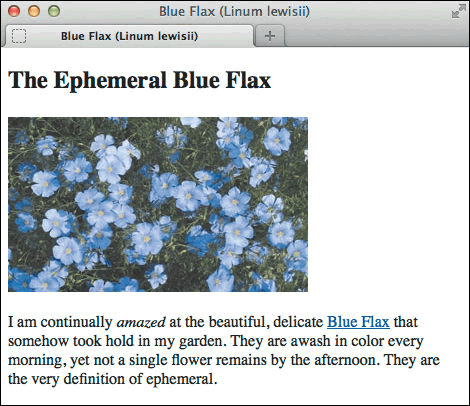 Blue Flax (Linum lewisii)
Blue Flax (Linum lewisii)
The Ephemeral Blue Flax
I am continually amazed at the beautiful, delicate Blue Flax that
somehow took hold in my garden. They are awash in color every
morning, yet not a single flower remains by the afternoon. They are
the very definition of ephemeral.